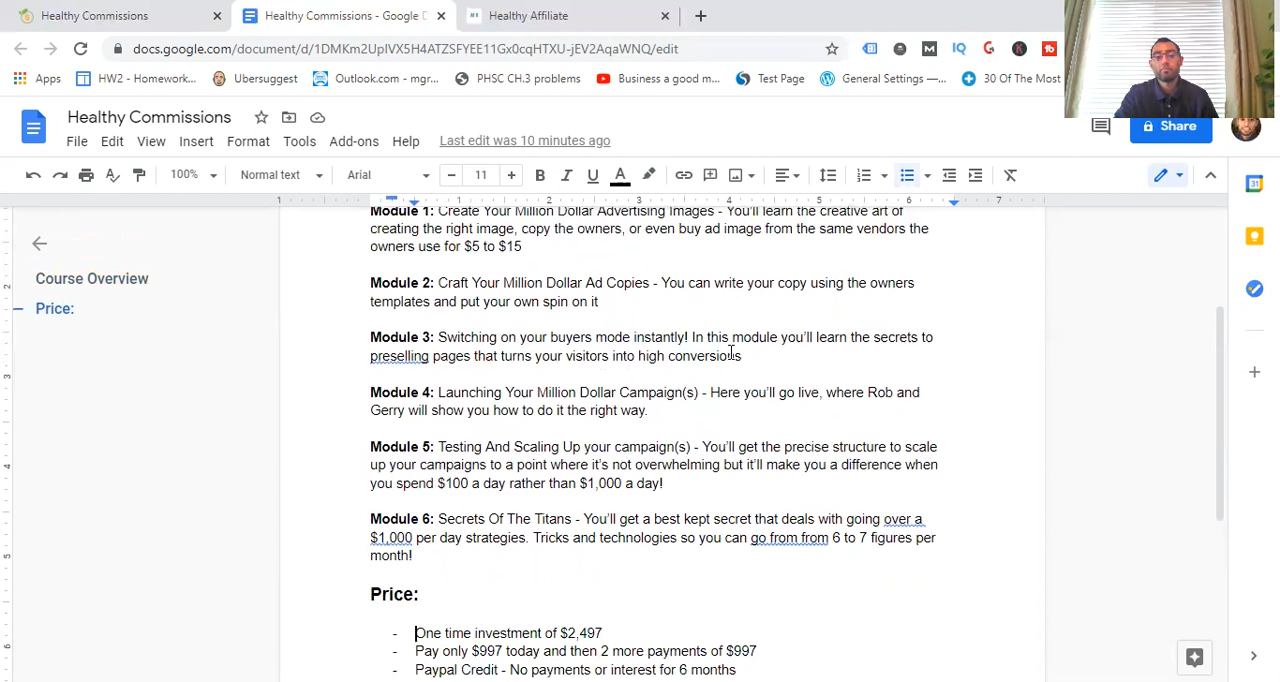 Healthy Commissions
Healthy Commissions - Google D
Healthy Affiliate
docs.google.com/document/d/1DMKm2UpIVX5H4ATZSFYEE11Gx0cqHTXU-jEV2AqaWNQ/edit
Apps
HW2 - Homework...
Ubersuggest
Outlook.com - mgr...
PHSC CH.3 problems
Business a good m...
Test Page
General Settings —...
30 Of The Most
Healthy Commissions
Share
File Edit View Insert Format Tools Add-ons Help Last edit was 10 minutes ago
100% Normal text Arial 11
1 1 2 3 4 5 6 7
Course Overview
Price:
Module 1: Create Your Million Dollar Advertising Images - You'll learn the creative art of
creating the right image, copy the owners, or even buy ad image from the same vendors the
owners use for $5 to $15
Module 2: Craft Your Million Dollar Ad Copies - You can write your copy using the owners
templates and put your own spin on it
Module 3: Switching on your buyers mode instantly! In this module you'll learn the secrets to
preselling pages that turns your visitors into high conversions
Module 4: Launching Your Million Dollar Campaign(s) - Here you'll go live, where Rob and
Gerry will show you how to do it the right way.
Module 5: Testing And Scaling Up your campaign(s) - You'll get the precise structure to scale
up your campaigns to a point where it's not overwhelming but it'll make you a difference when
you spend $100 a day rather than $1,000 a day!
Module 6: Secrets Of The Titans - You'll get a best kept secret that deals with going over a
$1,000 per day strategies. Tricks and technologies so you can go from from 6 to 7 figures per
month!
Price:
- One time investment of $2,497
- Pay only $997 today and then 2 more payments of $997
- Paypal Credit - No payments or interest for 6 months